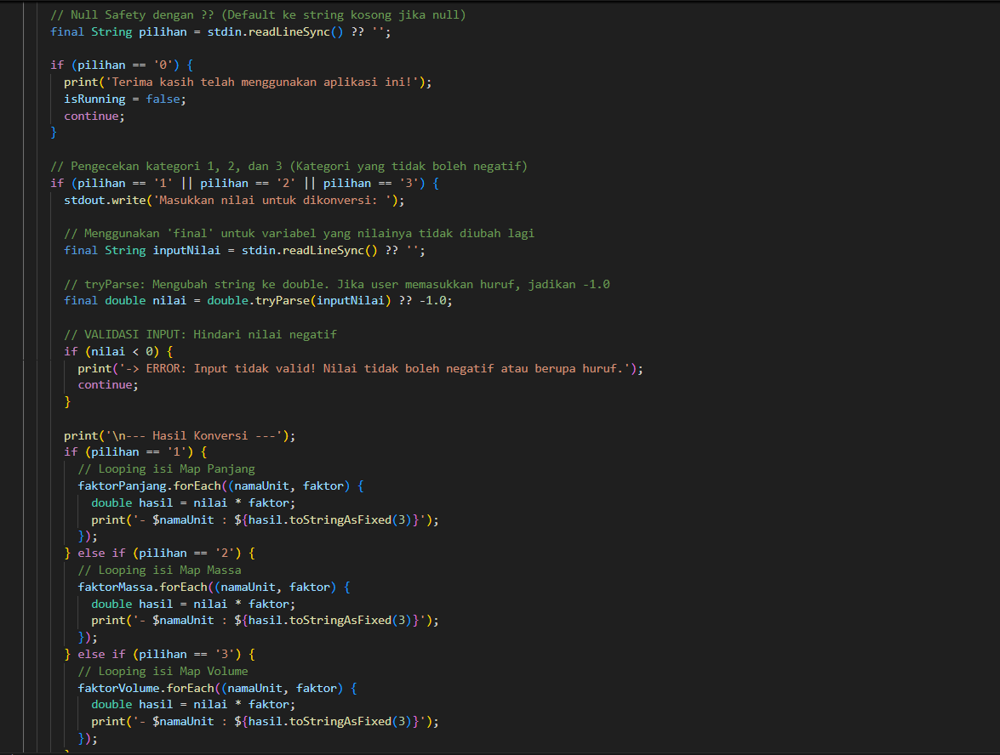 // Null Safety dengan ?? (Default ke string kosong jika null)
final String pilihan = stdin.readLineSync() ?? '';
if (pilihan == '0') {
print('Terima kasih telah menggunakan aplikasi ini!');
isRunning = false;
continue;
}
// Pengecekan kategori 1, 2, dan 3 (Kategori yang tidak boleh negatif)
if (pilihan == '1' || pilihan == '2' || pilihan == '3') {
stdout.write('Masukkan nilai untuk dikonversi: ');
// Menggunakan 'final' untuk variabel yang nilainya tidak diubah lagi
final String inputNilai = stdin.readLineSync() ?? '';
// tryParse: Mengubah string ke double. Jika user memasukkan huruf, jadikan -1.0
final double nilai = double.tryParse(inputNilai) ?? -1.0;
// VALIDASI INPUT: Hindari nilai negatif
if (nilai < 0) {
print('-> ERROR: Input tidak valid! Nilai tidak boleh negatif atau berupa huruf.');
continue;
}
print('\n--- Hasil Konversi ---');
if (pilihan == '1') {
// Looping isi Map Panjang
faktorPanjang.forEach((namaUnit, faktor) {
double hasil = nilai * faktor;
print('- $namaUnit : ${hasil.toStringAsFixed(3)}');
});
} else if (pilihan == '2') {
// Looping isi Map Massa
faktorMassa.forEach((namaUnit, faktor) {
double hasil = nilai * faktor;
print('- $namaUnit : ${hasil.toStringAsFixed(3)}');
});
} else if (pilihan == '3') {
// Looping isi Map Volume
faktorVolume.forEach((namaUnit, faktor) {
double hasil = nilai * faktor;
print('- $namaUnit : ${hasil.toStringAsFixed(3)}');
});